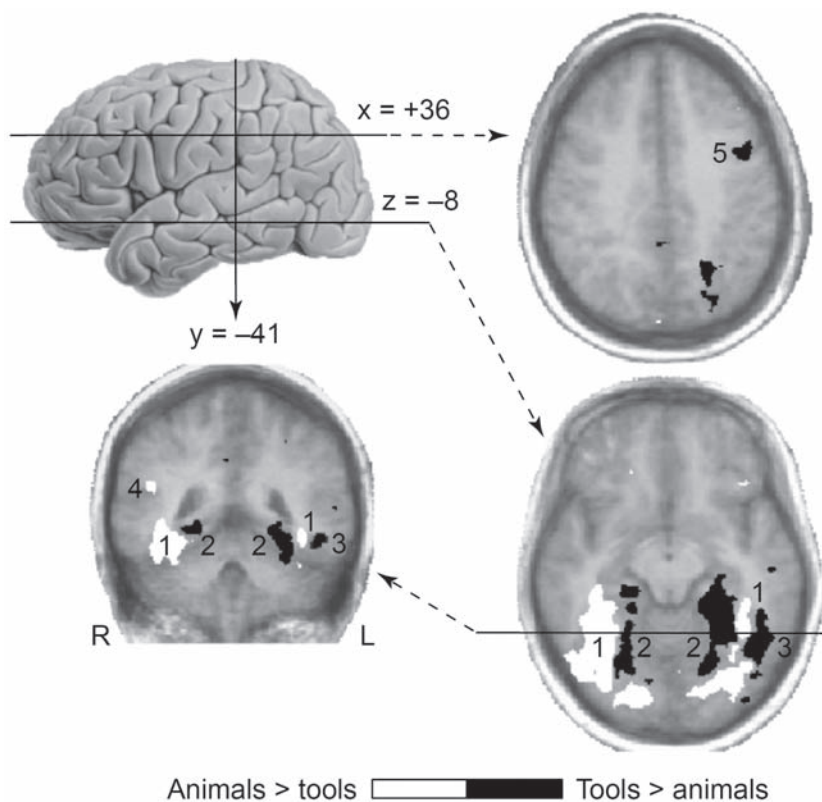 x = +36
5
z = –8
y = –41
4
1
1
2
2
3
1
1
2
2
3
R
L
Animals > tools
Tools > animals